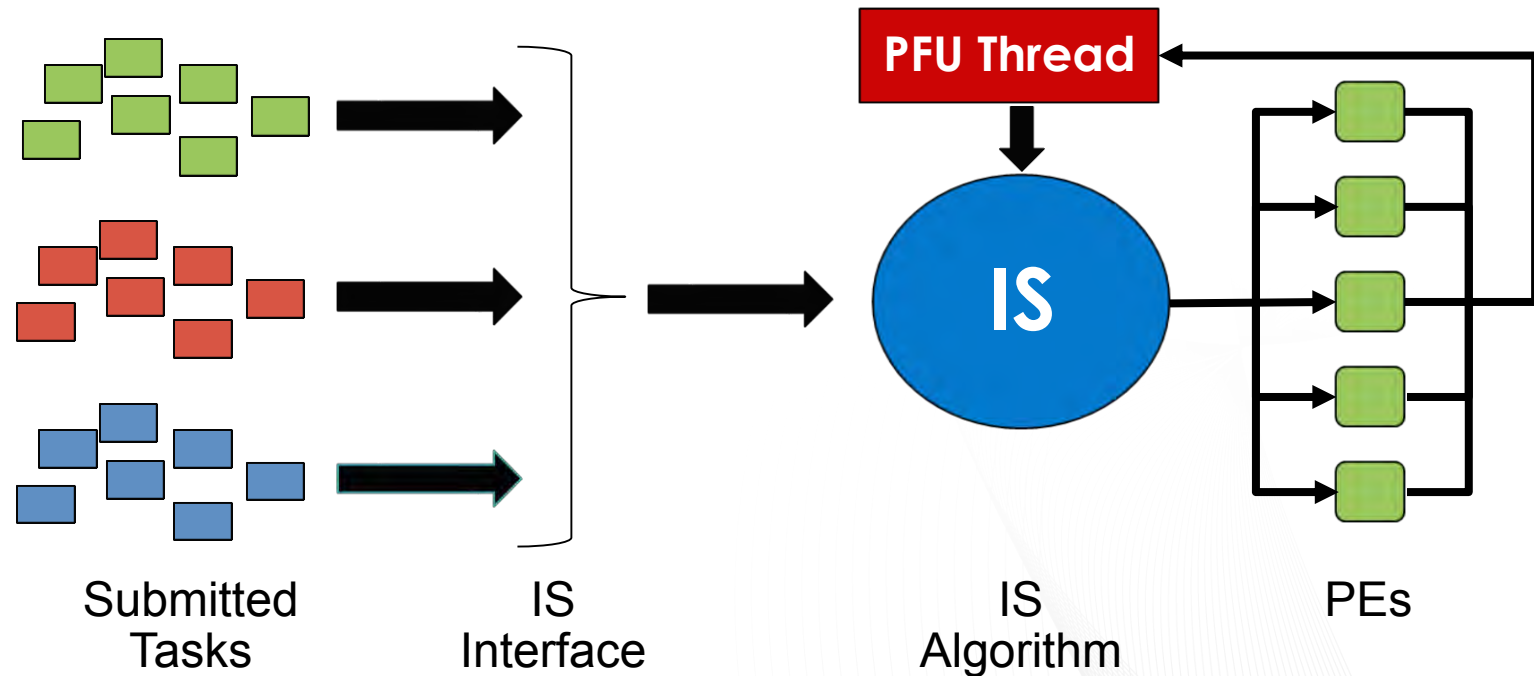 PFU Thread
IS
Submitted
Tasks
IS
Interface
IS
Algorithm
PEs